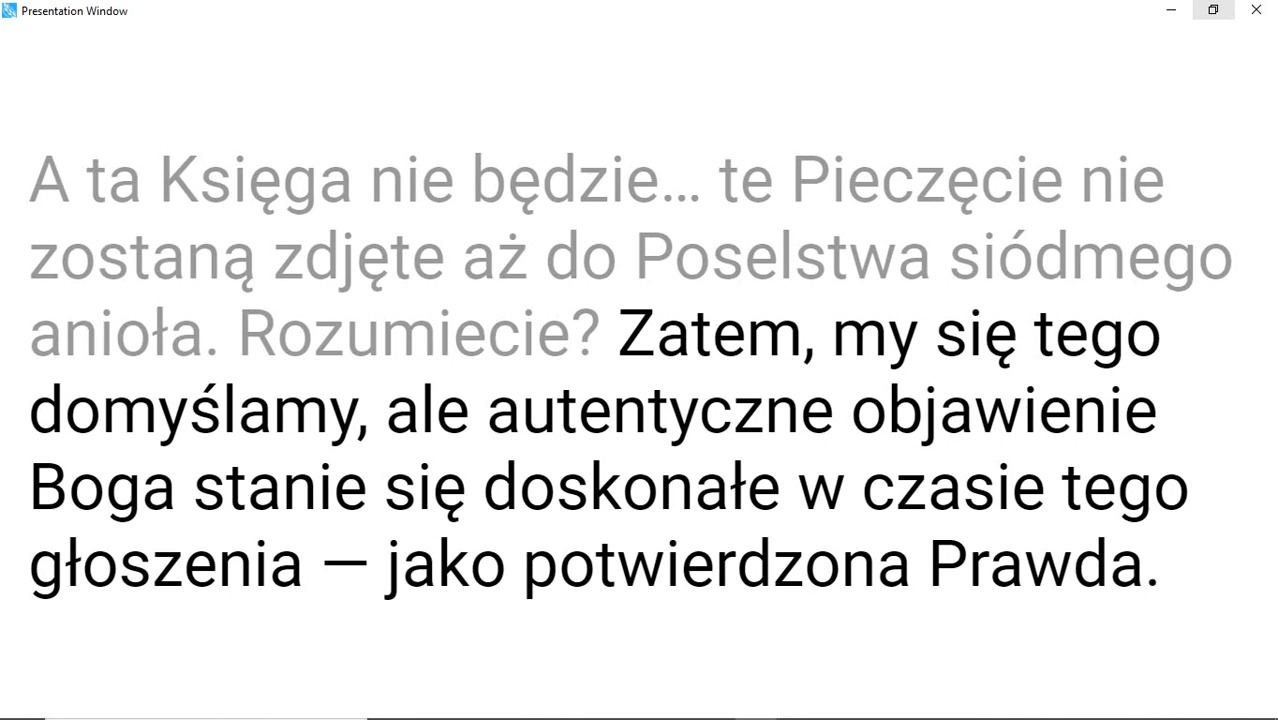 Presentation Window
A ta Księga nie będzie… te Pieczęcie nie
zostaną zdjęte aż do Poselstwa siódmego
anioła. Rozumiecie? Zatem, my się tego
domyślamy, ale autentyczne objawienie
Boga stanie się doskonałe w czasie tego
głoszenia — jako potwierdzona Prawda.